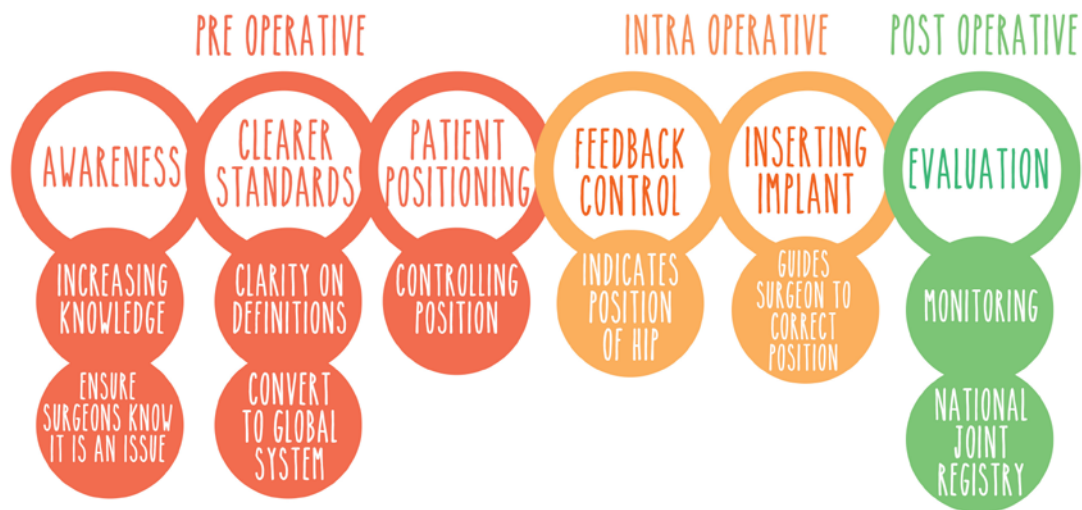 PRE OPERATIVE
INTRA OPERATIVE
POST OPERATIVE
AWARENESS
CLEARER
STANDARDS
PATIENT
POSITIONING
FEEDBACK
CONTROL
INSERTING
IMPLANT
EVALUATION
INCREASING
KNOWLEDGE
CLARITY ON
DEFINITIONS
CONTROLLING
POSITION
INDICATES
POSITION
OF HIP
GUIDES
SURGEON TO
CORRECT
POSITION
MONITORING
ENSURE
SURGEONS KNOW
IT IS AN ISSUE
CONVERT
TO GLOBAL
SYSTEM
NATIONAL
JOINT
REGISTRY